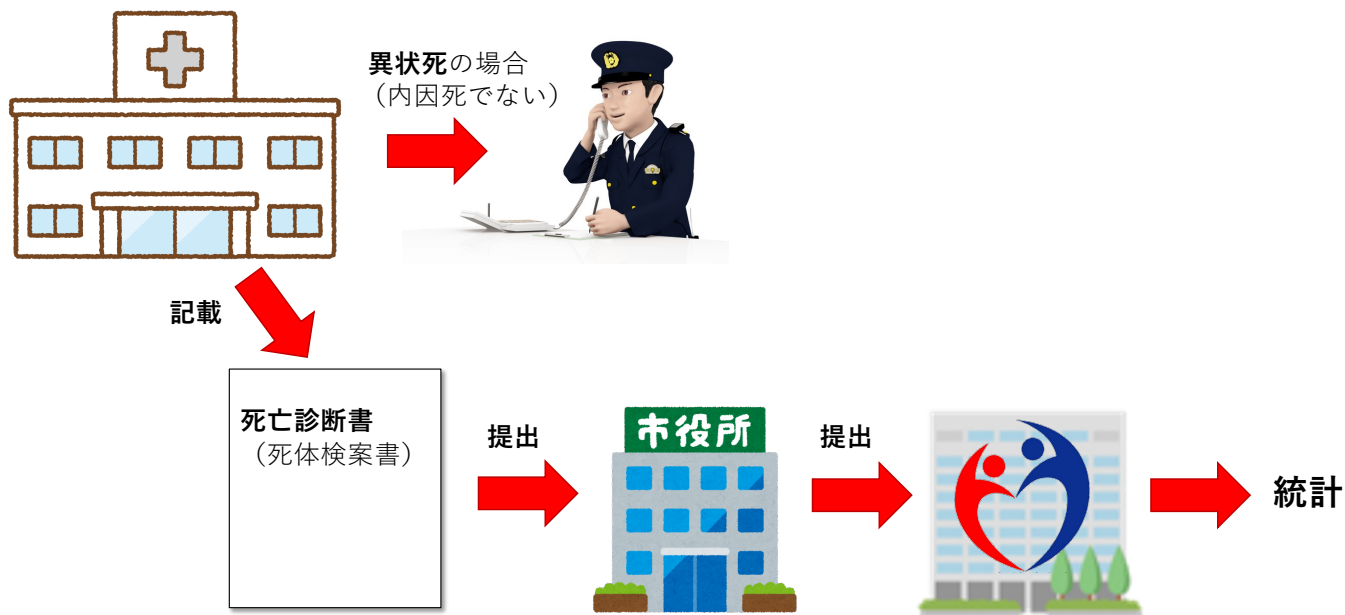 異状死の場合
（内因死でない）
記載
死亡診断書
（死体検案書）
提出
市役所
提出
統計